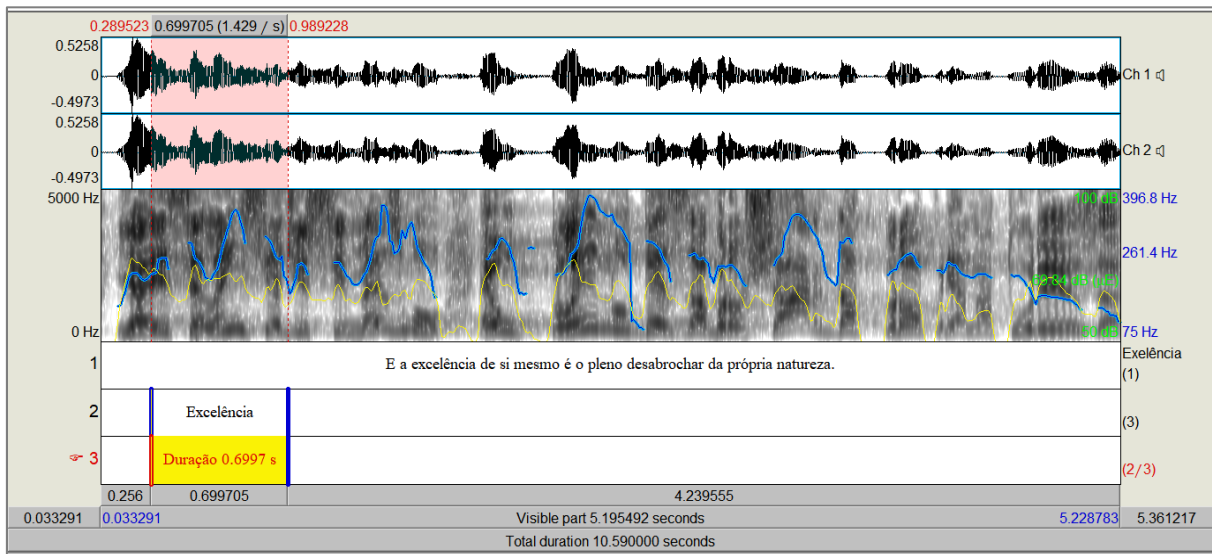 0.289523 0.699705 (1.429 / s) 0.989228
0.5258
0
-0.4973
Ch 1
0.5258
0
-0.4973
Ch 2
5000 Hz
100 dB
396.8 Hz
261.4 Hz
0 Hz
50 dB
75 Hz
1
E a excelência de si mesmo é o pleno desabrochar da própria natureza.
Exelência
(1)
2
Excelência
(3)
3
Duração 0.6997 s
(2/3)
0.256 0.699705 4.239555
0.033291 0.033291 Visible part 5.195492 seconds 5.228783 5.361217
Total duration 10.590000 seconds